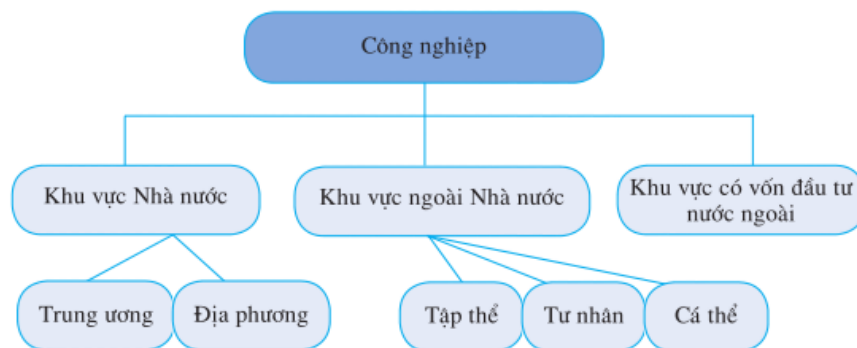 Công nghiệp
Khu vực Nhà nước
Khu vực ngoài Nhà nước
Khu vực có vốn đầu tư
nước ngoài
Trung ương
Địa phương
Tập thể
Tư nhân
Cá thể